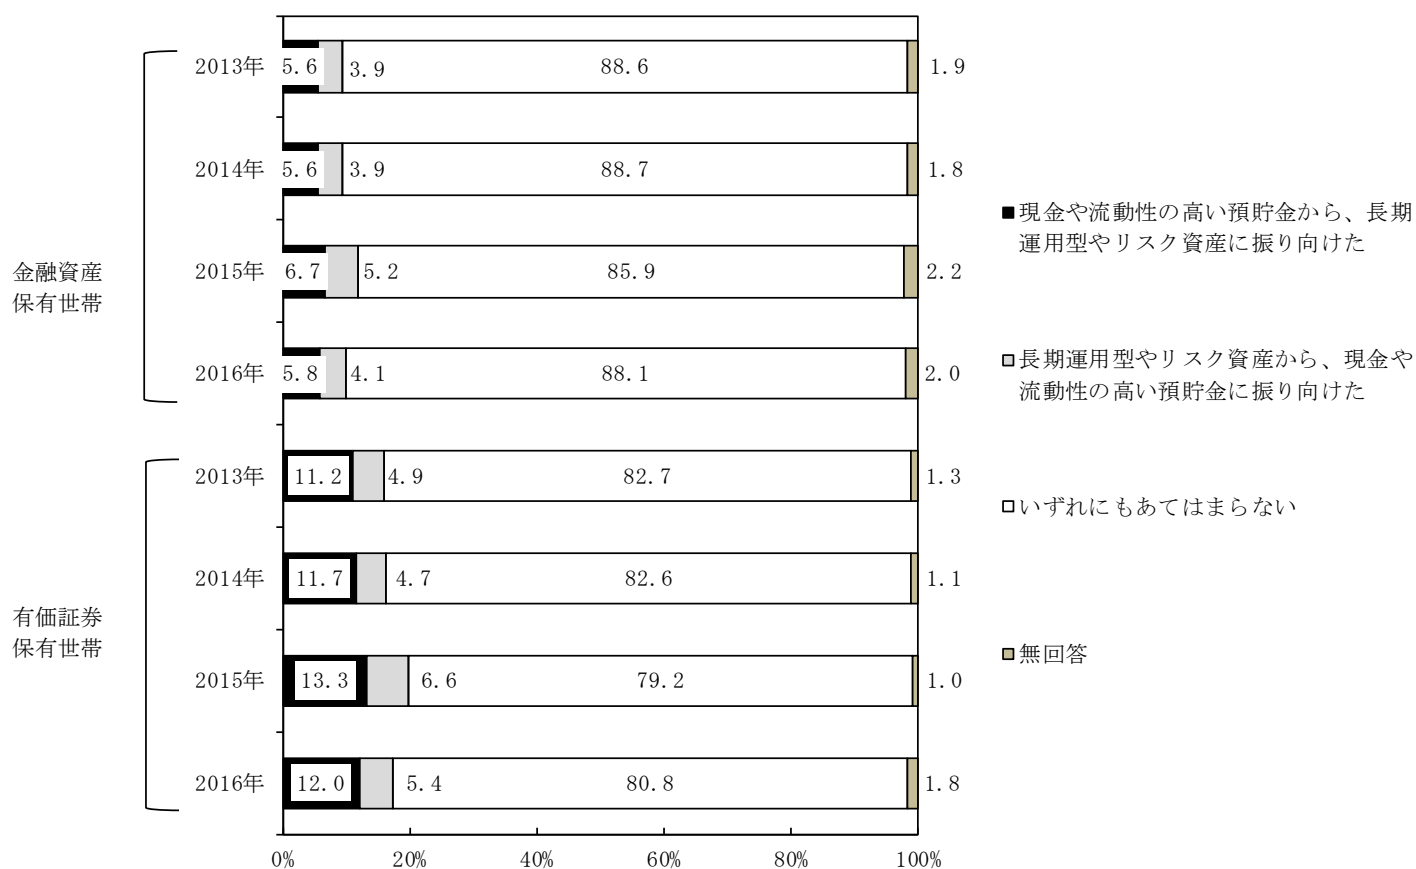 2013年 5.6 3.9 88.6 1.9
2014年 5.6 3.9 88.7 1.8
2015年 6.7 5.2 85.9 2.2
2016年 5.8 4.1 88.1 2.0
金融資産
保有世帯
2013年 11.2 4.9 82.7 1.3
2014年 11.7 4.7 82.6 1.1
2015年 13.3 6.6 79.2 1.0
2016年 12.0 5.4 80.8 1.8
有価証券
保有世帯
0% 20% 40% 60% 80% 100%
現金や流動性の高い預貯金から、長期
運用型やリスク資産に振り向けた
長期運用型やリスク資産から、現金や
流動性の高い預貯金に振り向けた
いずれにもあてはまらない
無回答